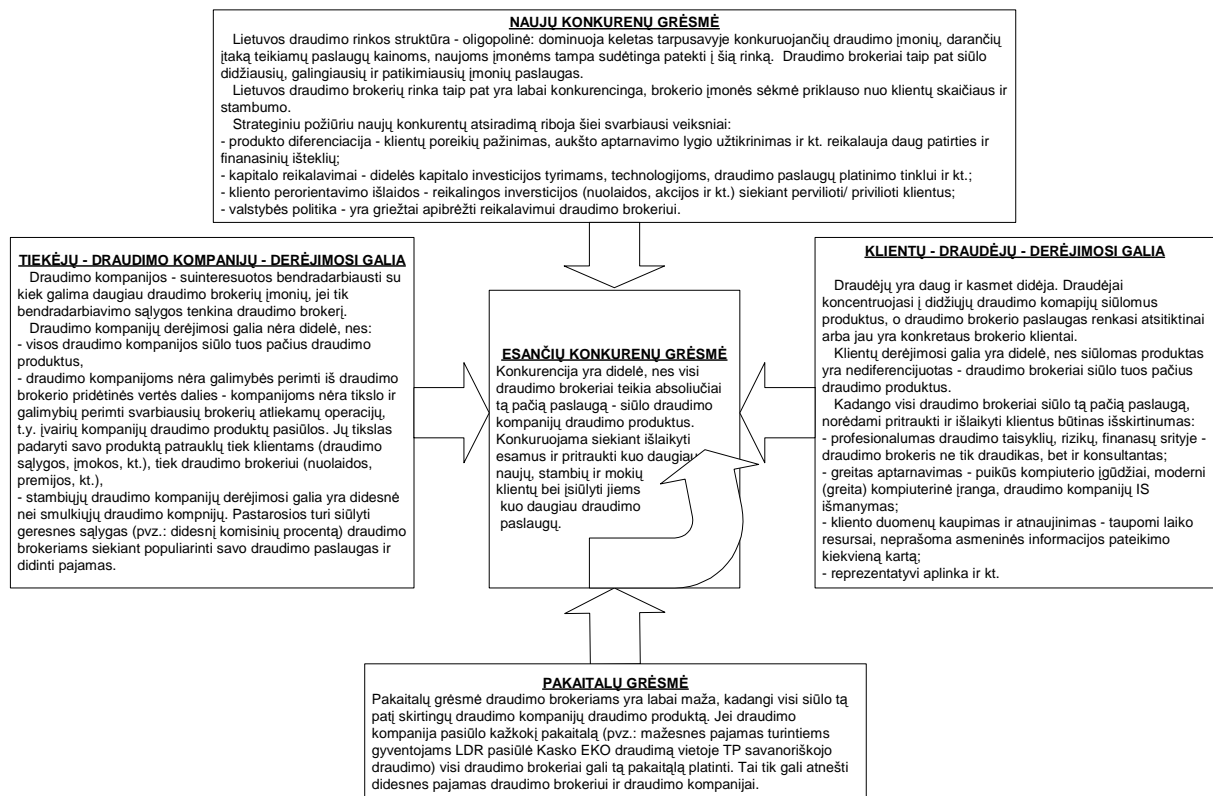 NAUJŲ KONKURENŲ GRĖSMĖ
Lietuvos draudimo rinkos struktūra - oligopolinė: dominuoja keletas tarpusavyje konkuruojančių draudimo įmonių, darančių
įtaką teikiamų paslaugų kainoms, naujoms įmonėms tampa sudėtinga patekti į šią rinką. Draudimo brokeriai taip pat siūlo
didžiausių, galingiausių ir patikimiausių įmonių paslaugas.
Lietuvos draudimo brokerių rinka taip pat yra labai konkurencinga, brokerio įmonės sėkmė priklauso nuo klientų skaičiaus ir
stambumo.
Strateginiu požiūriu naujų konkurentų atsiradimą riboja šiei svarbiausi veiksniai:
- produkto diferenciacija - klientų poreikių pažinimas, aukšto aptarnavimo lygio užtikrinimas ir kt. reikalauja daug patirties ir
finanasinių išteklių;
- kapitalo reikalavimai - didelės kapitalo investicijos tyrimams, technologijoms, draudimo paslaugų platinimo tinklui ir kt.;
- kliento perorientavimo išlaidos - reikalingos inversticijos (nuolaidos, akcijos ir kt.) siekiant pervilioti/ privilioti klientus;
- valstybės politika - yra griežtai apibrėžti reikalavimui draudimo brokeriui.
TIEKĖJŲ - DRAUDIMO KOMPANIJŲ - DERĖJIMOSI GALIA
Draudimo kompanijos - suinteresuotos bendradarbiauti su
kiek galima daugiau draudimo brokerių įmonių, jei tik
bendradarbiavimo sąlygos tenkina draudimo brokerį.
Draudimo kompanijų derėjimosi galia nėra didelė, nes:
- visos draudimo kompanijos siūlo tuos pačius draudimo
produktus,
- draudimo kompanijoms nėra galimybės perimti iš draudimo
brokerio pridėtinės vertės dalies - kompanijoms nėra tikslo ir
galimybių perimti svarbiausių brokerių atliekamų operacijų,
t.y. įvairių kompanijų draudimo produktų pasiūlos. Jų tikslas
padaryti savo produktą patrauklų tiek klientams (draudimo
sąlygos, įmokos, kt.), tiek draudimo brokeriui (nuolaidos,
premijos, kt.),
- stambiųjų draudimo kompanijų derėjimosi galia yra didesnė
nei smulkiųjų draudimo kompnijų. Pastarosios turi siūlyti
geresnes sąlygas (pvz.: didesnį komisinių procentą) draudimo
brokeriams siekiant populiarinti savo draudimo paslaugas ir
didinti pajamas.
ESANČIŲ KONKURENŲ GRĖSMĖ
Konkurencija yra didelė, nes visi
draudimo brokeriai teikia absoliučiai
tą pačią paslaugą - siūlo draudimo
kompanijų draudimo produktus.
Konkuruojama siekiant išlaikyti
esamus ir pritraukti kuo daugiau
naujų, stambių ir mokių
klientų bei įsiūlyti jiems
kuo daugiau draudimo
paslaugų.
KLIENTŲ - DRAUDĖJŲ - DERĖJIMOSI GALIA
Draudėjų yra daug ir kasmet didėja. Draudėjai
koncentruojasi į didžiųjų draudimo komapijų siūlomus
produktus, o draudimo brokerio paslaugas renkasi atsitiktinai
arba jau yra konkretaus brokerio klientai.
Klientų derėjimosi galia yra didelė, nes siūlomas produktas
yra nediferencijuotas - draudimo brokeriai siūlo tuos pačius
draudimo produktus.
Kadango visi draudimo brokeriai siūlo tą pačią paslaugą,
norėdami pritraukti ir išlaikyti klientus būtinas išskirtinumas:
- profesionalumas draudimo taisyklių, rizikų, finanasų srityje -
draudimo brokeris ne tik draudikas, bet ir konsultantas;
- greitas aptarnavimas - puikūs kompiuterio įgūdžiai, moderni
(greita) kompiuterinė įranga, draudimo kompanijų IS
išmanymas;
- kliento duomenų kaupimas ir atnaujinimas - taupomi laiko
resursai, neprašoma asmeninės informacijos pateikimo
kiekvieną kartą;
- reprezentatyvi aplinka ir kt.
PAKAITALŲ GRĖSMĖ
Pakaitalų grėsmė draudimo brokeriams yra labai maža, kadangi visi siūlo tą
patį skirtingų draudimo kompanijų draudimo produktą. Jei draudimo
kompanija pasiūlo kažkokį pakaitalą (pvz.: mažesnes pajamas turintiems
gyventojams LDR pasiūlė Kasko EKO draudimą vietoje TP savanoriškojo
draudimo) visi draudimo brokeriai gali tą pakaitąlą platinti. Tai tik gali atnešti
didesnes pajamas draudimo brokeriui ir draudimo kompanijai.